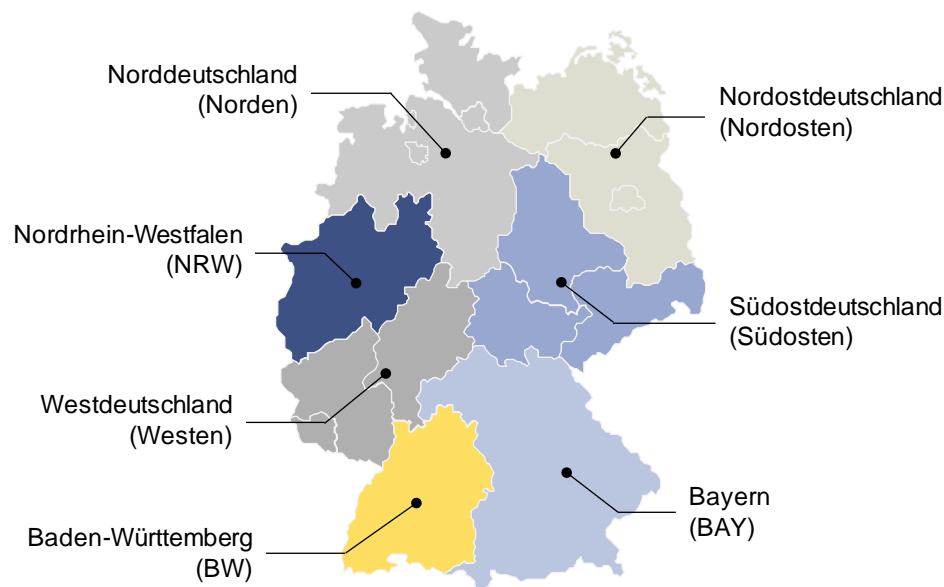 Norddeutschland
(Norden)
Nordostdeutschland
(Nordosten)
Nordrhein-Westfalen
(NRW)
Südostdeutschland
(Südosten)
Westdeutschland
(Westen)
Bayern
(BAY)
Baden-Württemberg
(BW)